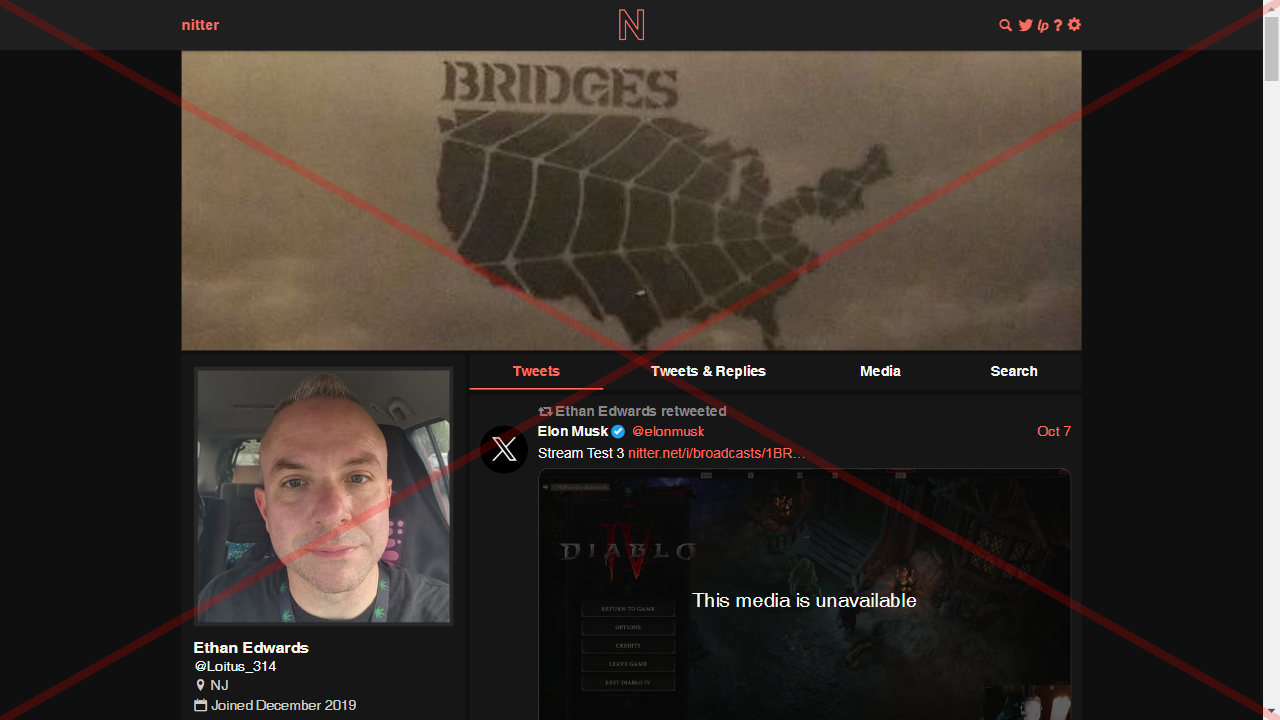 nitter
N
lp ?
BRIDGES
Tweets
Tweets & Replies
Media
Search
Ethan Edwards retweeted
Elon Musk @elonmusk
Oct 7
Stream Test 3 nitter.net/i/broadcasts/1BR…
DIABLO
IV
This media is unavailable
RETURN TO GAME
OPTIONS
CREDITS
LEAVE GAME
EXIT DIABLO IV
Ethan Edwards
@Loitus_314
NJ
Joined December 2019